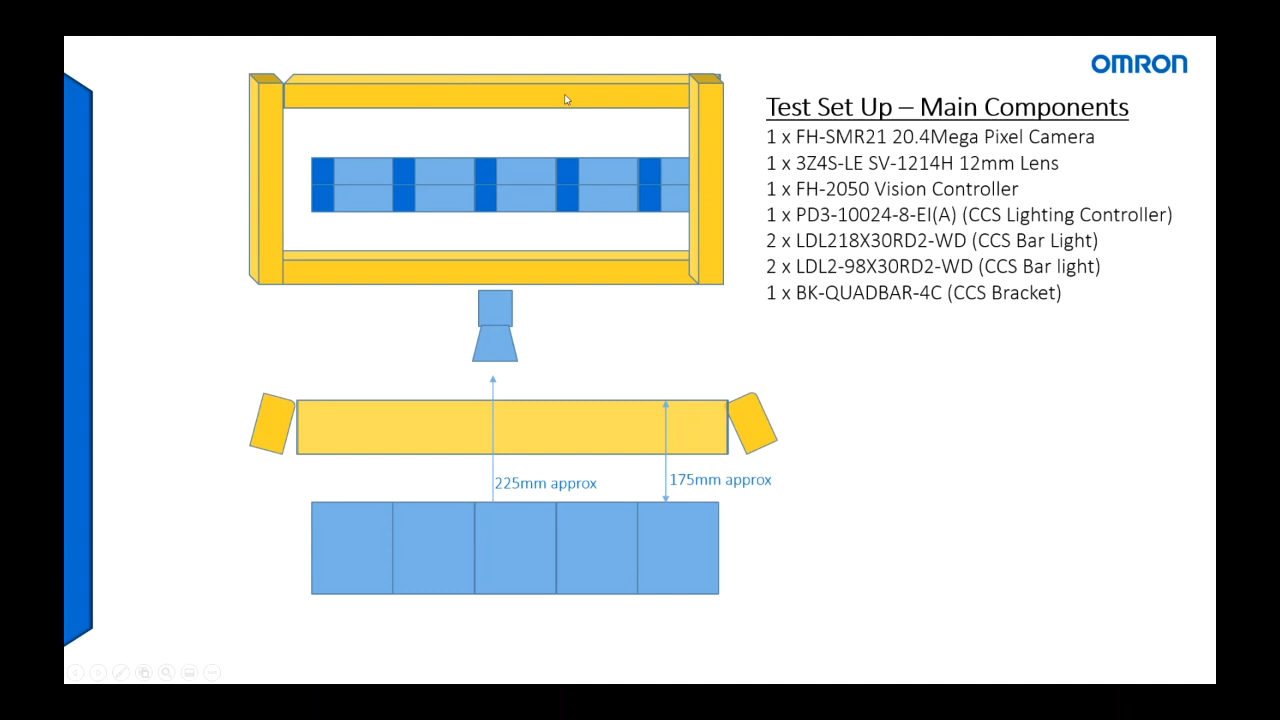 OMRON
Test Set Up – Main Components
1 x FH-SMR21 20.4Mega Pixel Camera
1 x 3Z4S-LE SV-1214H 12mm Lens
1 x FH-2050 Vision Controller
1 x PD3-10024-8-EI(A) (CCS Lighting Controller)
2 x LDL218X30RD2-WD (CCS Bar Light)
2 x LDL2-98X30RD2-WD (CCS Bar light)
1 x BK-QUADBAR-4C (CCS Bracket)
225mm approx
175mm approx